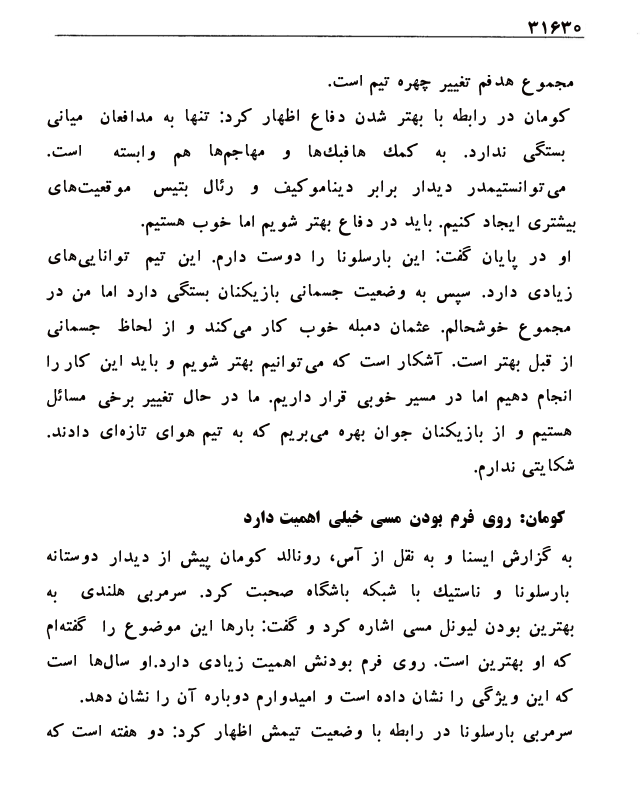 ۳۱۶۳۰
مجموع هدفم تغییر چهره تیم است.
کومان در رابطه با بهتر شدن دفاع اظهار کرد: تنها به مدافعان میانی
بستگی ندارد. به کمك هافبك‌ها و مهاجم‌ها هم وابسته است.
می‌توانستیمدر دیدار برابر دیناموکیف و رئال بتیس موقعیت‌های
بیشتری ایجاد کنیم. باید در دفاع بهتر شویم اما خوب هستیم.
او در پایان گفت: این بارسلونا را دوست دارم. این تیم توانایی‌های
زیادی دارد. سپس به وضعیت جسمانی بازیکنان بستگی دارد اما من در
مجموع خوشحالم. عثمان دمبله خوب کار می‌کند و از لحاظ جسمانی
از قبل بهتر است. آشکار است که می‌توانیم بهتر شویم و باید این کار را
انجام دهیم اما در مسیر خوبی قرار داریم. ما در حال تغییر برخی مسائل
هستیم و از بازیکنان جوان بهره می‌بریم که به تیم هوای تازه‌ای دادند.
شکایتی ندارم.
کومان: روی فرم بودن مسی خیلی اهمیت دارد
به گزارش ایسنا و به نقل از آس، رونالد کومان پیش از دیدار دوستانه
بارسلونا و ناستیك با شبکه باشگاه صحبت کرد. سرمربی هلندی به
بهترین بودن لیونل مسی اشاره کرد و گفت: بارها این موضوع را گفته‌ام
که او بهترین است. روی فرم بودنش اهمیت زیادی دارد.او سال‌ها است
که این ویژگی را نشان داده است و امیدوارم دوباره آن را نشان دهد.
سرمربی بارسلونا در رابطه با وضعیت تیمش اظهار کرد: دو هفته است که